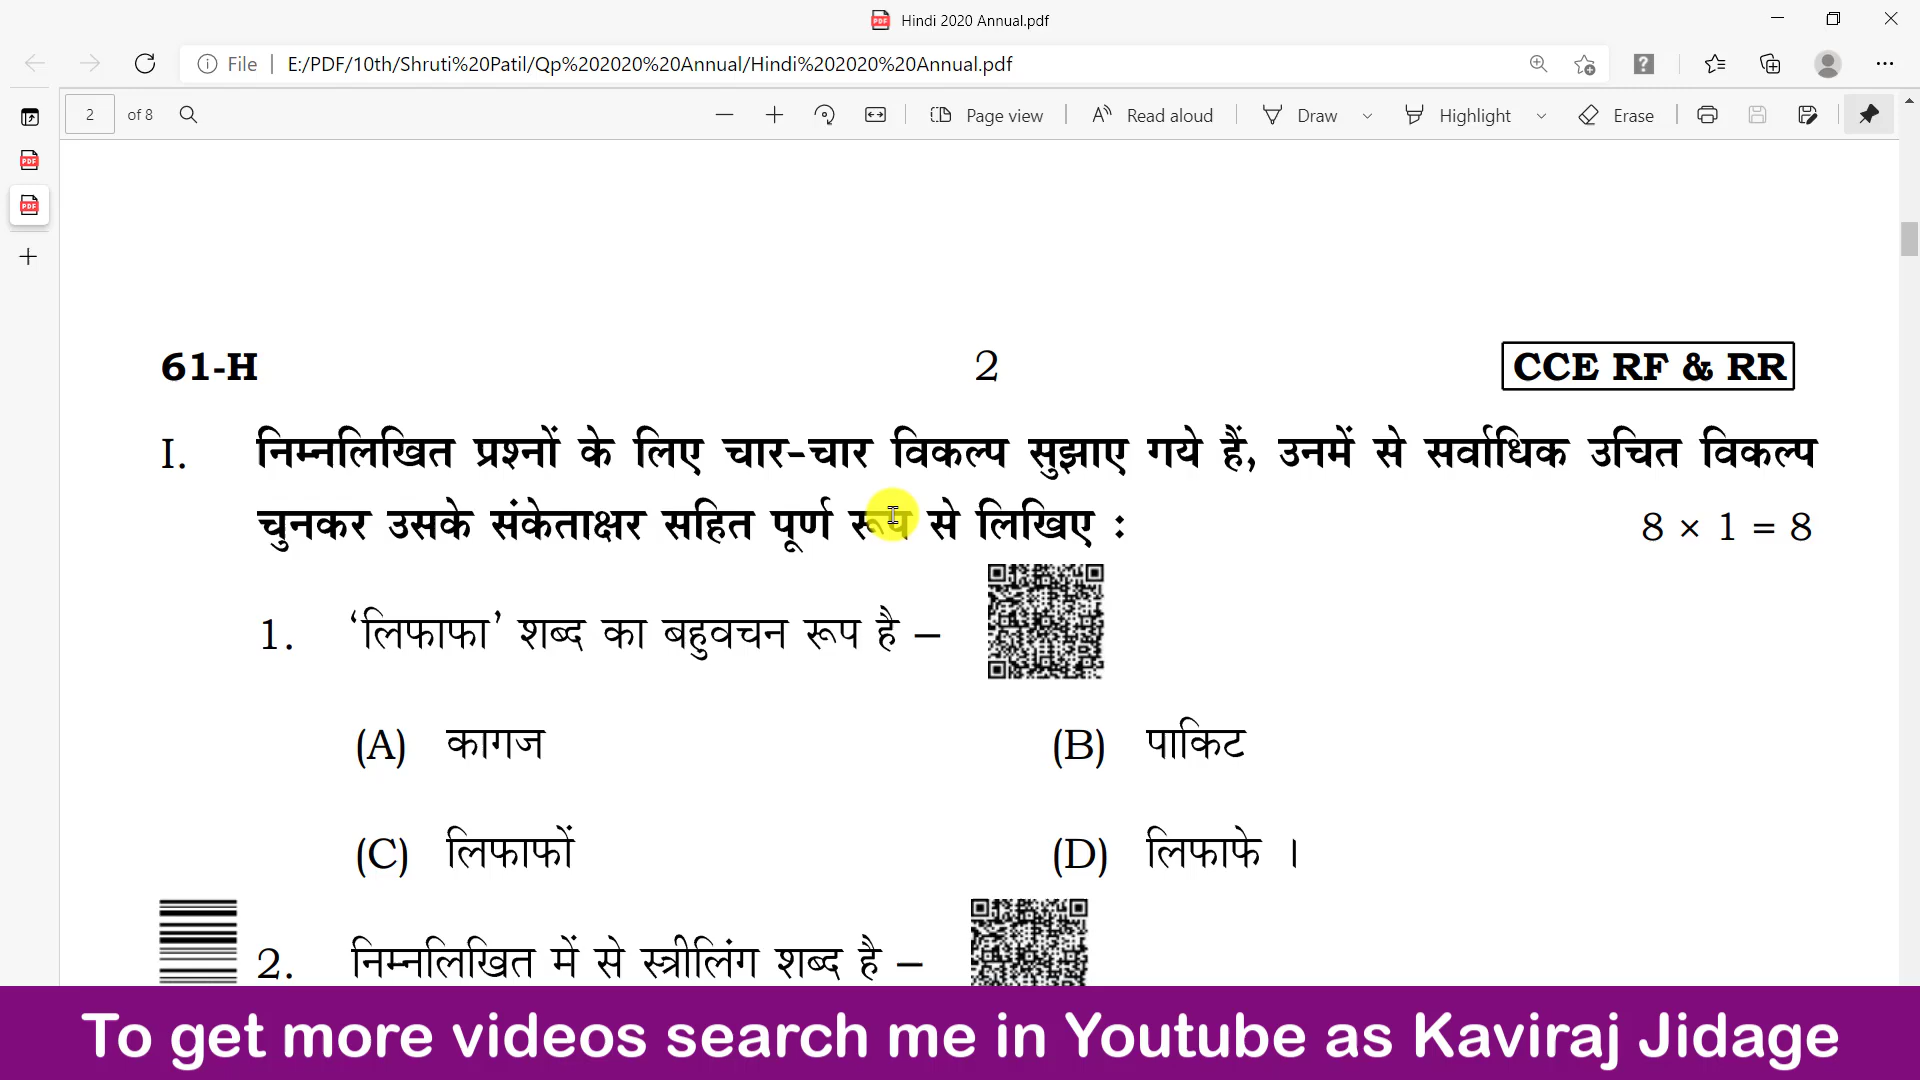 Hindi 2020 Annual.pdf
File | E:/PDF/10th/Shruti%20Patil/Qp%202020%20Annual/Hindi%202020%20Annual.pdf
2 of 8 Page view Read aloud Draw Highlight Erase
61-H 2 CCE RF & RR
I. निम्नलिखित प्रश्नों के लिए चार-चार विकल्प सुझाए गये हैं, उनमें से सर्वाधिक उचित विकल्प
चुनकर उसके संकेताक्षर सहित पूर्ण रूप से लिखिए : 8 × 1 = 8
1. ‘लिफाफा’ शब्द का बहुवचन रूप है –
(A) कागज (B) पाकिट
(C) लिफाफों (D) लिफाफे ।
2. निम्नलिखित में से स्त्रीलिंग शब्द है –
To get more videos search me in Youtube as Kaviraj Jidage